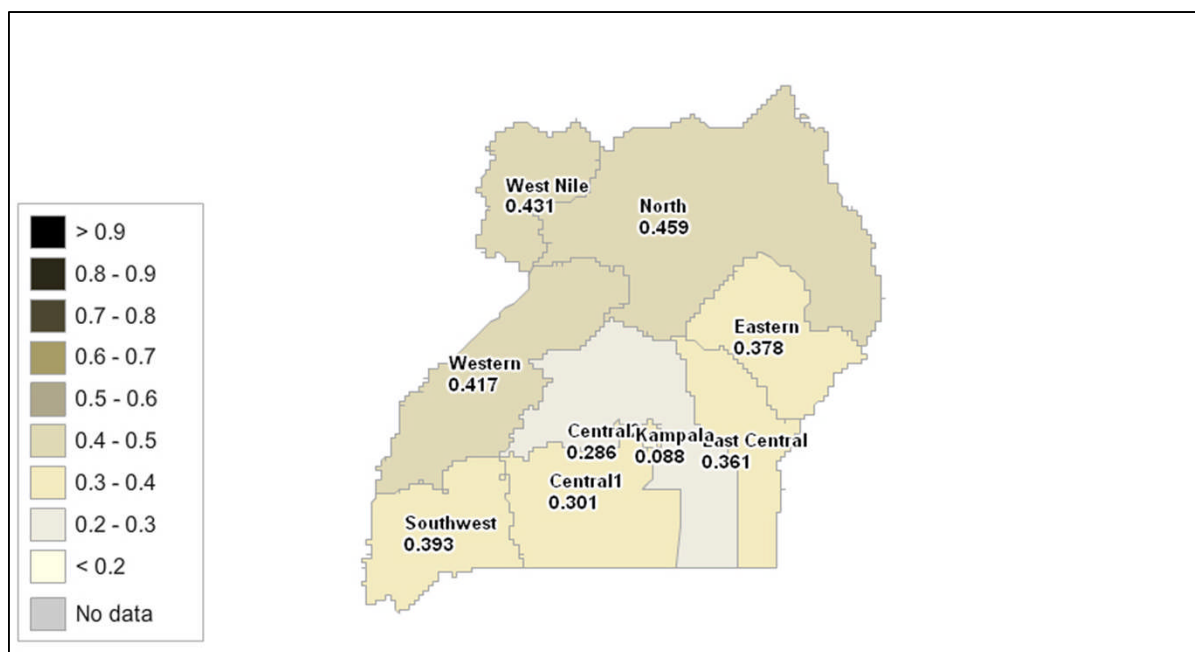 > 0.9
0.8 - 0.9
0.7 - 0.8
0.6 - 0.7
0.5 - 0.6
0.4 - 0.5
0.3 - 0.4
0.2 - 0.3
< 0.2
No data
West Nile
0.431
North
0.459
Eastern
0.378
Western
0.417
Central2
0.286
Kampala
0.088
East Central
0.361
Central1
0.301
Southwest
0.393